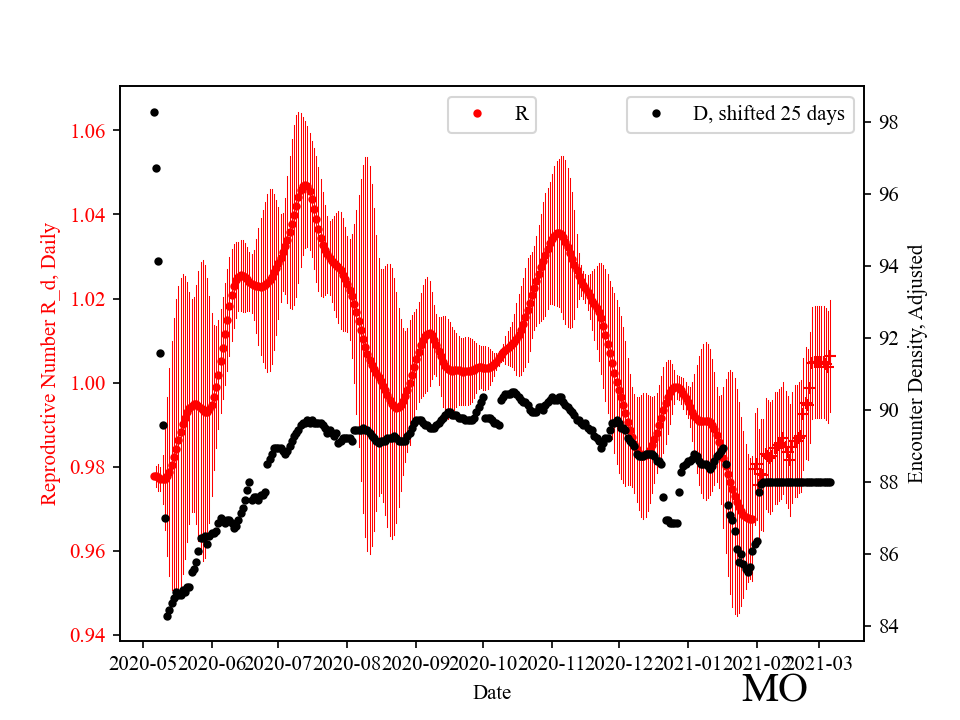 R
D, shifted 25 days
Reproductive Number R_d, Daily
1.06
1.04
1.02
1.00
0.98
0.96
0.94
98
96
94
92
90
88
86
84
Encounter Density, Adjusted
2020-05 2020-06 2020-07 2020-08 2020-09 2020-10 2020-11 2020-12 2021-01 2021-02 2021-03
Date
MO